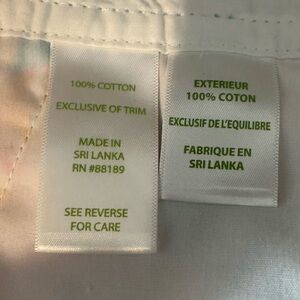 100% COTTON
EXCLUSIVE OF TRIM
MADE IN
SRI LANKA
RN #88189
SEE REVERSE
FOR CARE
EXTERIEUR
100% COTON
EXCLUSIF DE L'EQUILIBRE
FABRIQUE EN
SRI LANKA